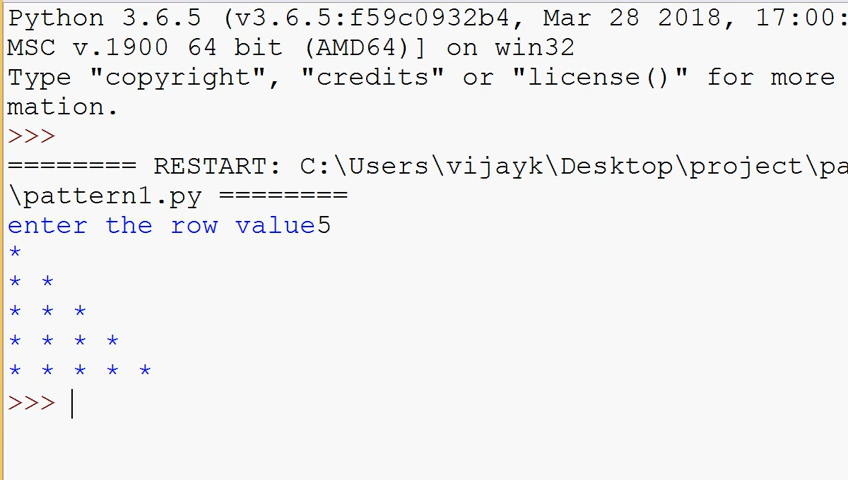 Python 3.6.5 (v3.6.5:f59c0932b4, Mar 28 2018, 17:00:
MSC v.1900 64 bit (AMD64)] on win32
Type "copyright", "credits" or "license()" for more
mation.
>>>
======== RESTART: C:\Users\vijayk\Desktop\project\pa
\pattern1.py ========
enter the row value5
*
* *
* * *
* * * *
* * * * *
>>>